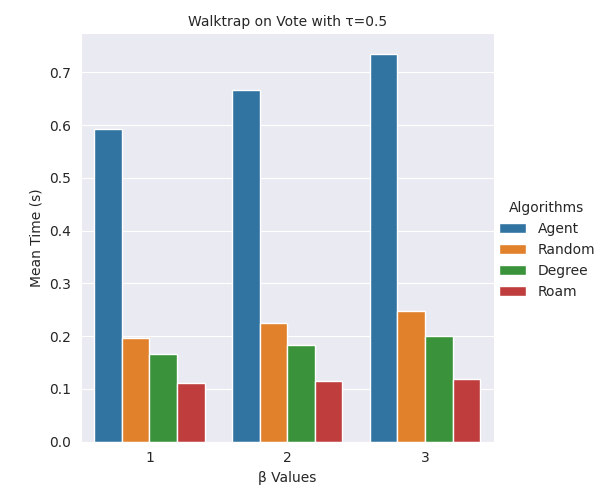 Walktrap on Vote with τ=0.5
Mean Time (s)
0.7
0.6
0.5
0.4
0.3
0.2
0.1
0.0
1
2
3
β Values
Algorithms
Agent
Random
Degree
Roam